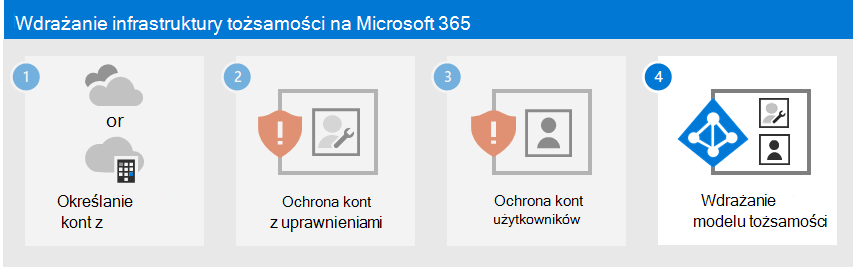 Wdrażanie infrastruktury tożsamości na Microsoft 365
1
or
Określanie
kont z
2
Ochrona kont
z uprawnieniami
3
Ochrona kont
użytkowników
4
Wdrażanie
modelu tożsamości